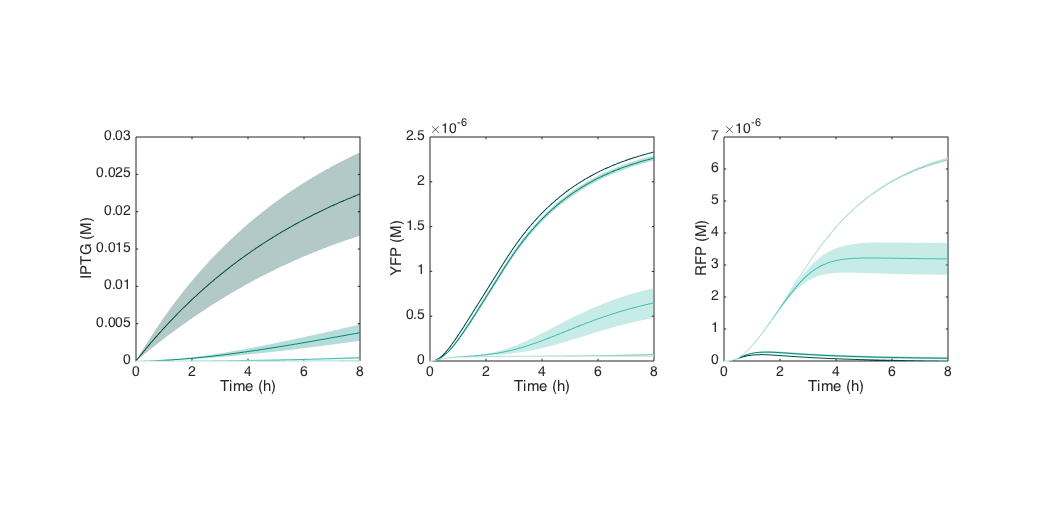 IPTG (M)
0.03
0.025
0.02
0.015
0.01
0.005
0
0 2 4 6 8
Time (h)
YFP (M)
×10-6
2.5
2
1.5
1
0.5
0
0 2 4 6 8
Time (h)
RFP (M)
×10-6
7
6
5
4
3
2
1
0
0 2 4 6 8
Time (h)